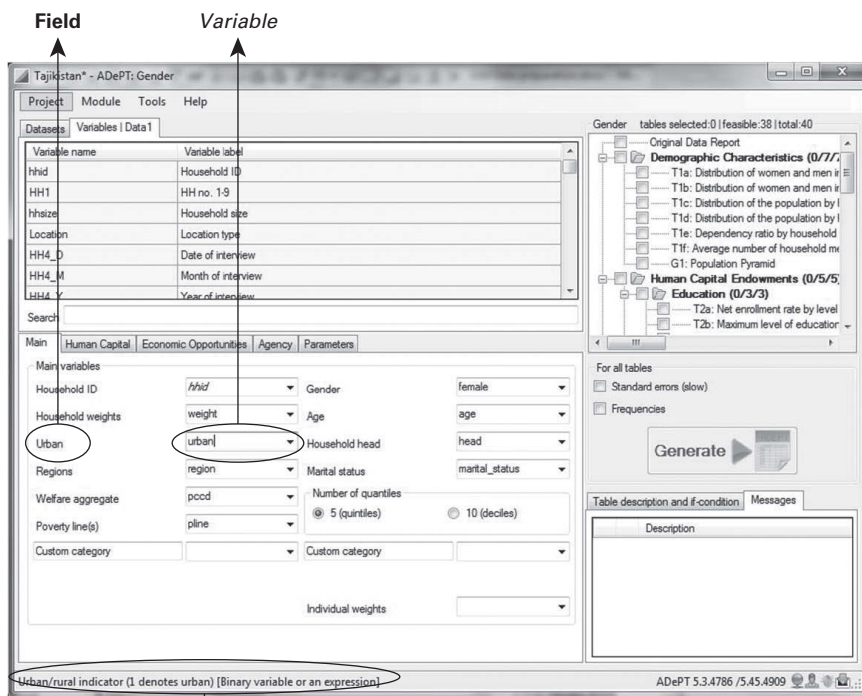 Field Variable
Tajikistan* - ADePT: Gender
Project Module Tools Help
Datasets Variables | Data1
Variable name Variable label
hhid Household ID
HH1 HH no. 1-9
hhsize Household size
Location Location type
HH4_D Date of interview
HH4_M Month of interview
HH4_Y Year of interview
Search
Gender tables selected:0 | feasible:38 | total:40
Original Data Report
Demographic Characteristics (0/7/7
T1a: Distribution of women and men in
T1b: Distribution of women and men in
T1c: Distribution of the population by
T1d: Distribution of the population by
T1e: Dependency ratio by household
T1f: Average number of household me
G1: Population Pyramid
Human Capital Endowments (0/5/5
Education (0/3/3)
T2a: Net enrollment rate by level
T2b: Maximum level of education
Main Human Capital Economic Opportunities Agency Parameters
Main variables
Household ID hhid Gender female
Household weights weight Age age
Urban urban Household head head
Regions region Marital status marital_status
Welfare aggregate pccd Number of quantiles
5 (quintiles) 10 (deciles)
Poverty line(s) pline
Custom category Custom category
Individual weights
For all tables
Standard errors (slow)
Frequencies
Generate
Table description and if-condition Messages
Description
Urban/rural indicator (1 denotes urban) [Binary variable or an expression] ADePT 5.3.4786 /5.45.4909